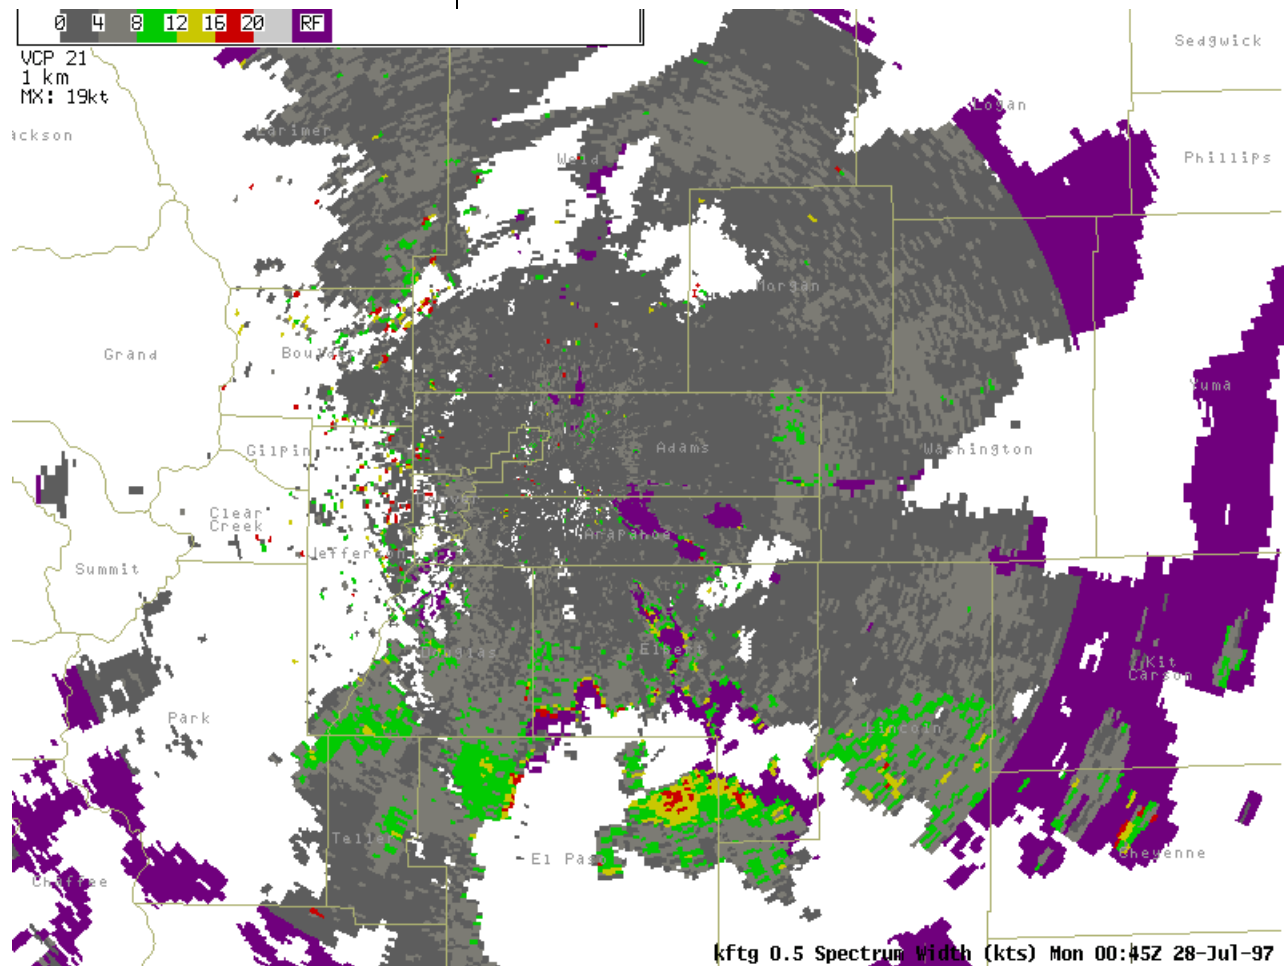 0 4 8 12 16 20 RF
VCP 21
1 km
MX: 19kt
Sedgwick
Logan
ackson
Larimer
Weld
Phillips
Morgan
Grand
Boulder
Yuma
Gilpin
Adams
Washington
Clear
Creek
Arapahoe
Jefferson
Summit
Elbert
Douglas
Kit
Carson
Park
Lincoln
Teller
El Paso
Cheyenne
Chaffee
kftg 0.5 Spectrum Width (kts) Mon 00:45Z 28-Jul-97